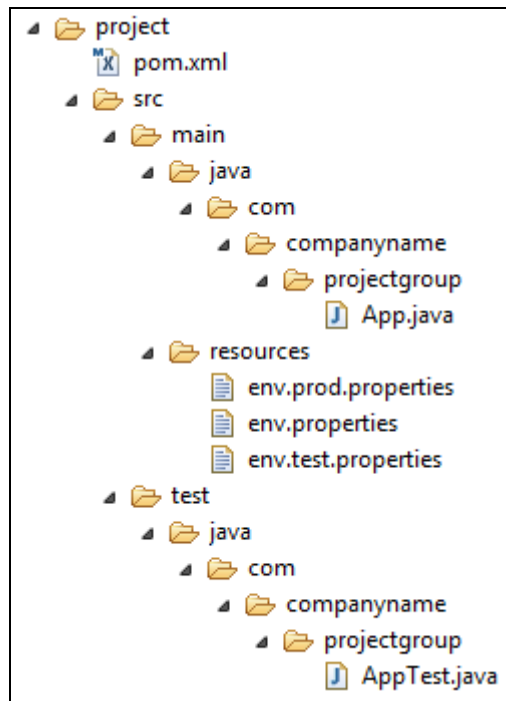 project
pom.xml
src
main
java
com
companyname
projectgroup
App.java
resources
env.prod.properties
env.properties
env.test.properties
test
java
com
companyname
projectgroup
AppTest.java